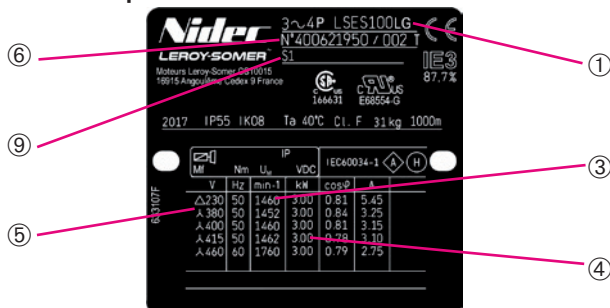 Nidec
3~4P LSES100LG
N°400621950 / 002 T
LEROY-SOMER
S1
IE3
87.7%
Moteurs Leroy-Somer CS10015
16915 Angoulême Cedex 9 France
C US
166631
C US
E68554-G
2017 IP55 IK08 Ta 40°C Cl. F 31kg 1000m
IP
IEC60034-1 A H
Mf Nm UM VDC
V Hz min-1 kW cosφ A
△230 50 1460 3.00 0.81 5.45
⅄380 50 1452 3.00 0.84 3.25
⅄400 50 1460 3.00 0.81 3.15
⅄415 50 1462 3.00 0.78 3.10
⅄460 60 1760 3.00 0.79 2.75
633107F
①
⑥
⑨
③
⑤
④